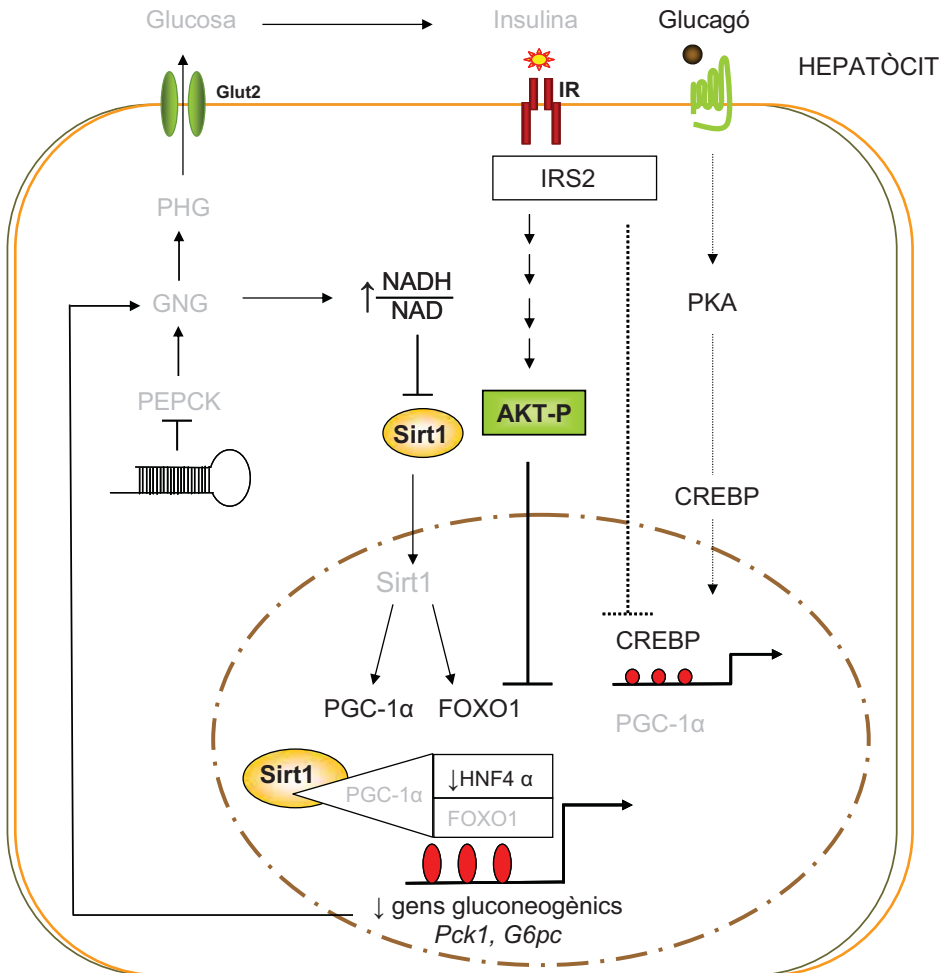 Glucosa
Insulina
Glucagó
HEPATÒCIT
Glut2
IR
IRS2
PHG
GNG
↑NADH
NAD
PKA
PEPCK
AKT-P
Sirt1
CREBP
Sirt1
CREBP
PGC-1α FOXO1
PGC-1α
Sirt1
PGC-1α
↓HNF4 α
FOXO1
↓ gens gluconeogènics
Pck1, G6pc